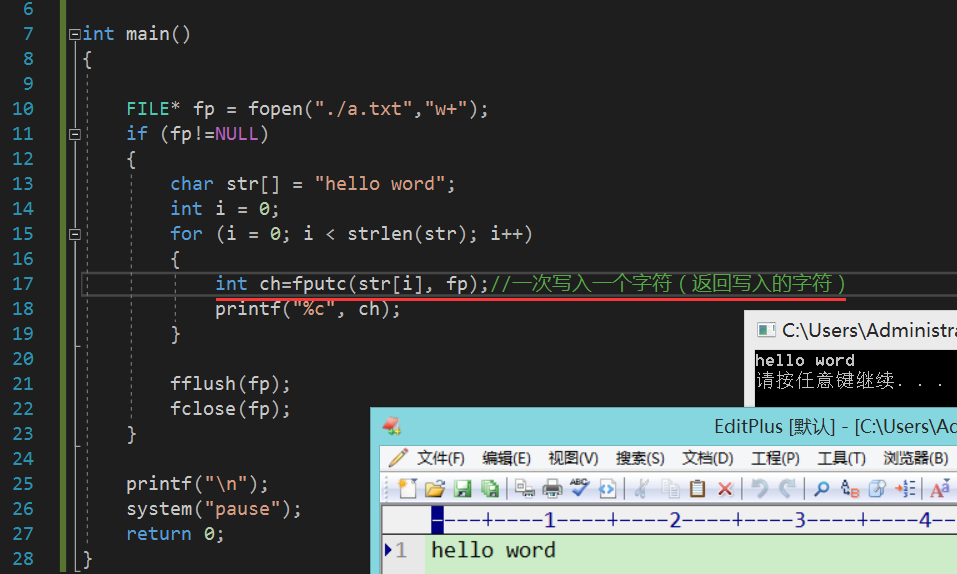 6
7 int main()
8 {
9
10 FILE* fp = fopen("./a.txt","w+");
11 if (fp!=NULL)
12 {
13 char str[] = "hello word";
14 int i = 0;
15 for (i = 0; i < strlen(str); i++)
16 {
17 int ch=fputc(str[i], fp);//一次写入一个字符（返回写入的字符）
18 printf("%c", ch);
19 }
20
21 fflush(fp);
22 fclose(fp);
23 }
24
25 printf("\n");
26 system("pause");
27 return 0;
28 }
C:\Users\Administra
hello word
请按任意键继续. . .
EditPlus [默认] - [C:\Users\Ad
文件(F) 编辑(E) 视图(V) 搜索(S) 文档(D) 工程(P) 工具(T) 浏览器(B)
----+----1----+----2----+----3----+----4--
1 hello word